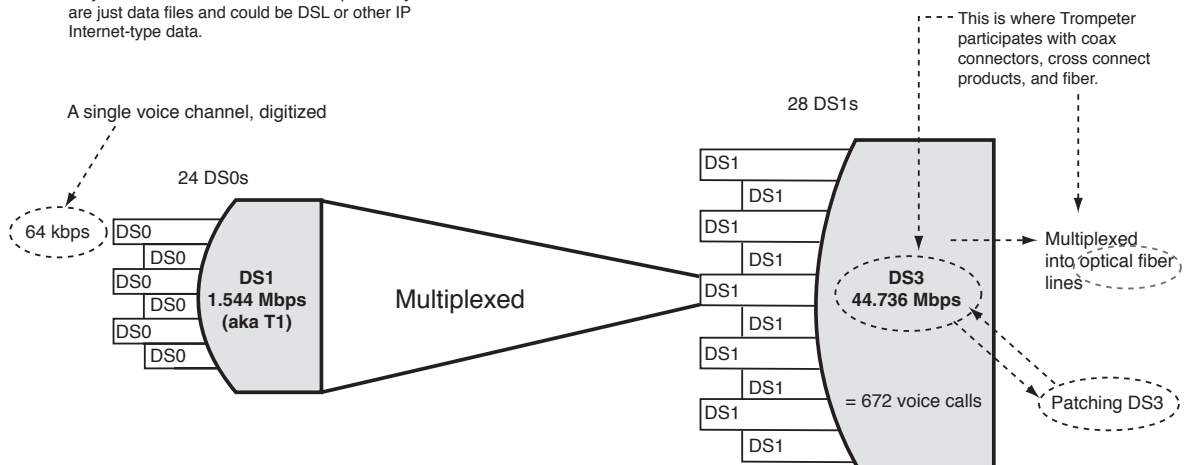 are just data files and could be DSL or other IP
Internet-type data.
This is where Trompeter
participates with coax
connectors, cross connect
products, and fiber.
A single voice channel, digitized
28 DS1s
24 DS0s
64 kbps
DS0
DS0
DS0
DS0
DS0
DS0
DS1
1.544 Mbps
(aka T1)
Multiplexed
DS1
DS1
DS1
DS1
DS1
DS1
DS1
DS1
DS1
DS1
DS3
44.736 Mbps
= 672 voice calls
Multiplexed
into optical fiber
lines
Patching DS3